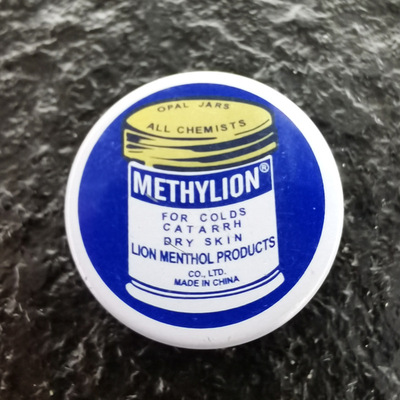 OPAL JARS
ALL CHEMISTS
METHYLION®
FOR COLDS
CATARRH
DRY SKIN
LION MENTHOL PRODUCTS
CO., LTD.
MADE IN CHINA